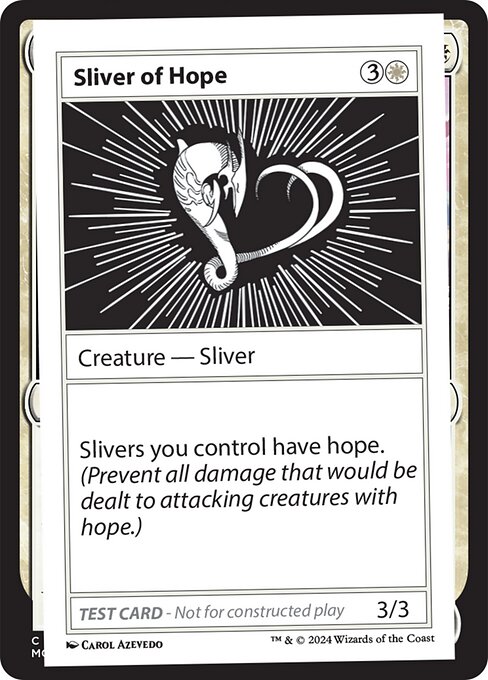 Sliver of Hope 3
Creature — Sliver
Slivers you control have hope.
(Prevent all damage that would be
dealt to attacking creatures with
hope.)
TEST CARD - Not for constructed play 3/3
CAROL AZEVEDO ™ & © 2024 Wizards of the Coast
C